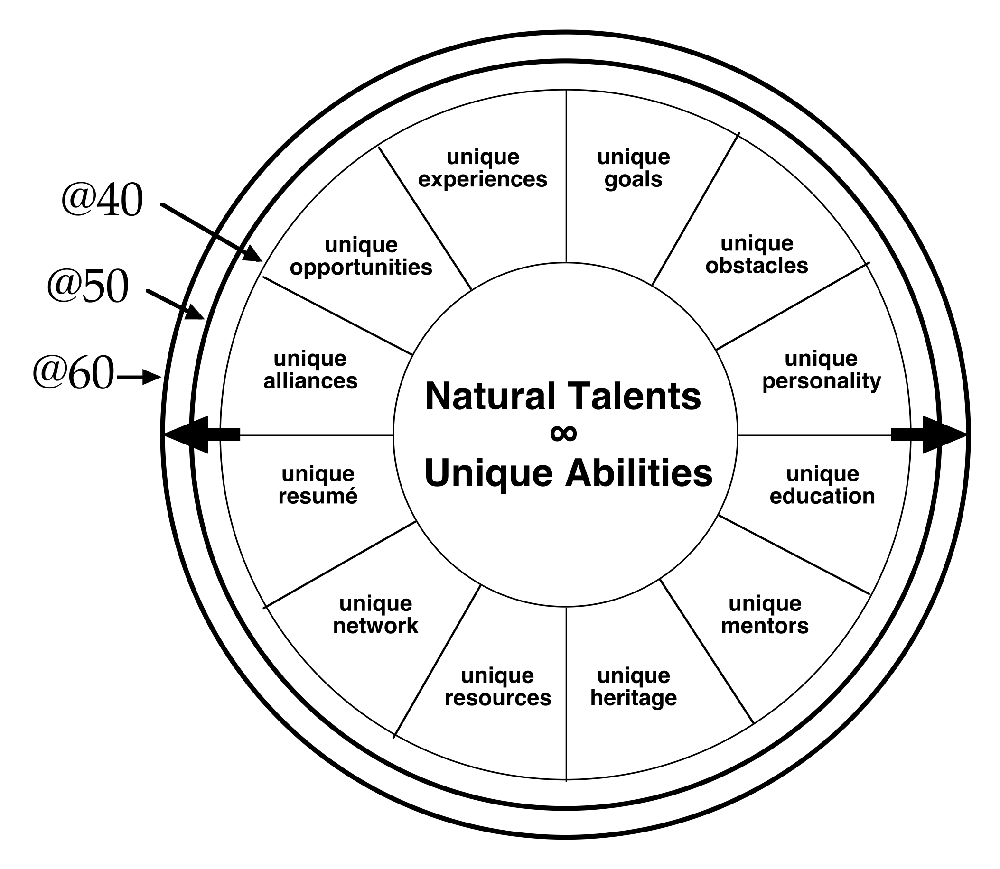 unique
experiences
unique
goals
@40
unique
opportunities
unique
obstacles
@50
unique
alliances
unique
personality
@60
Natural Talents
∞
Unique Abilities
unique
resumé
unique
education
unique
network
unique
mentors
unique
resources
unique
heritage